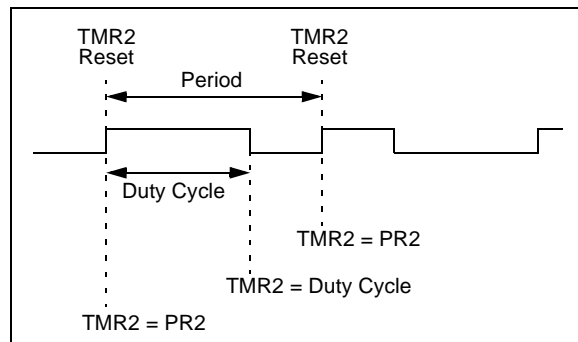 TMR2
Reset
TMR2
Reset
Period
Duty Cycle
TMR2 = PR2
TMR2 = Duty Cycle
TMR2 = PR2